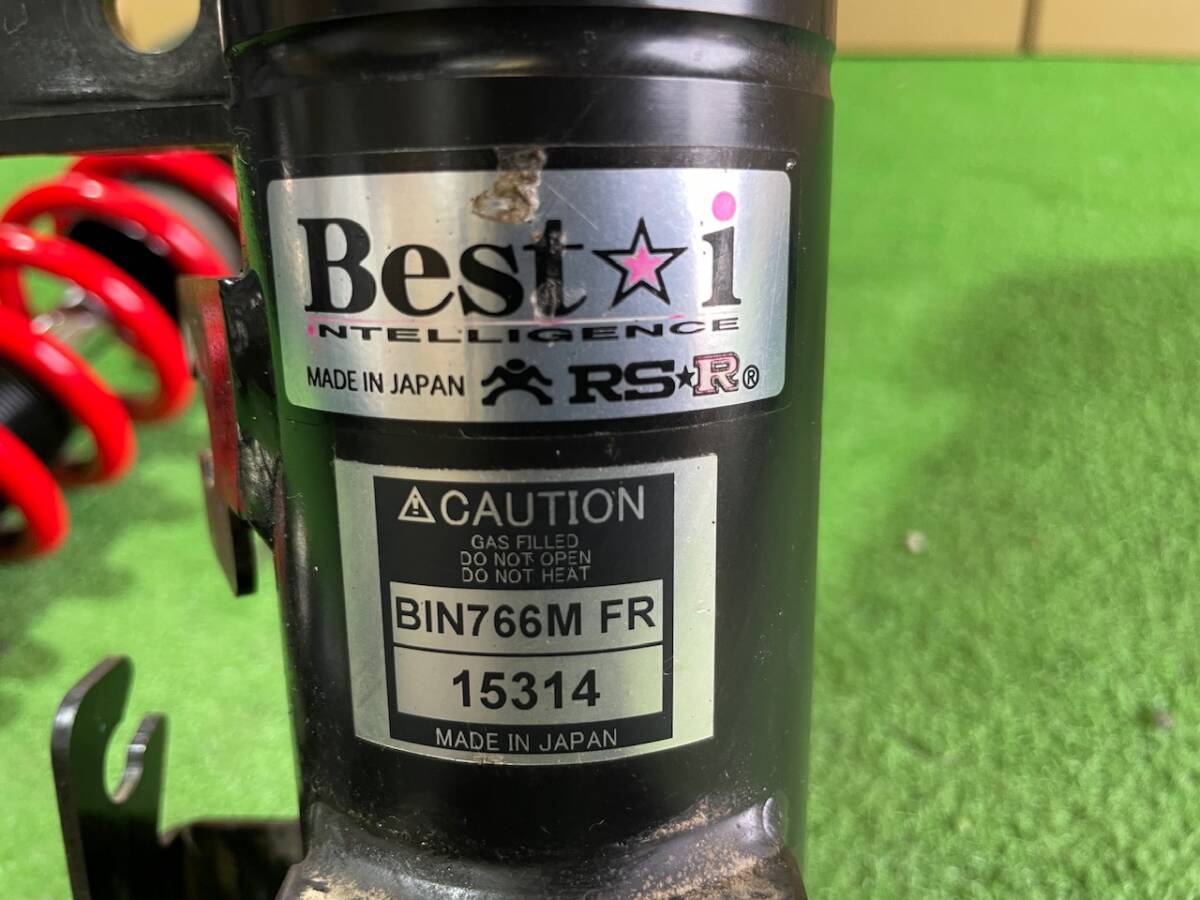 Best☆i
INTELLIGENCE
MADE IN JAPAN RS★R®
⚠CAUTION
GAS FILLED
DO NOT OPEN
DO NOT HEAT
BIN766M FR
15314
MADE IN JAPAN